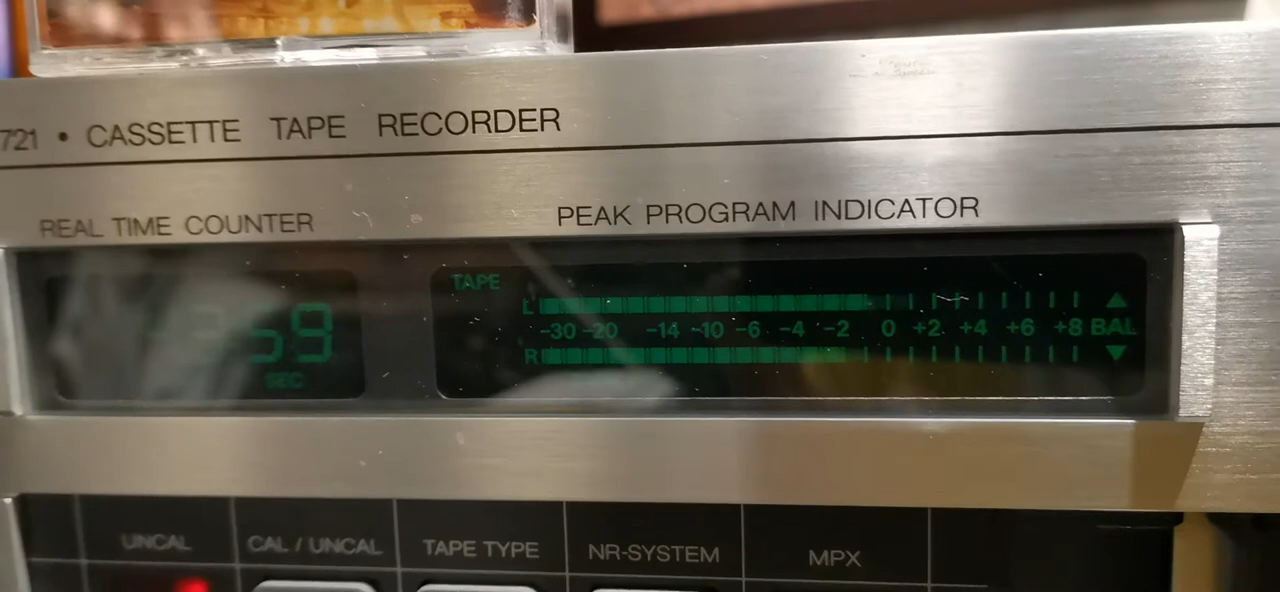 721 • CASSETTE TAPE RECORDER
REAL TIME COUNTER
PEAK PROGRAM INDICATOR
TAPE
L
59
-30 -20 -14 -10 -6 -4 -2 0 +2 +4 +6 +8 BAL
R
SEC
UNCAL
CAL / UNCAL
TAPE TYPE
NR-SYSTEM
MPX